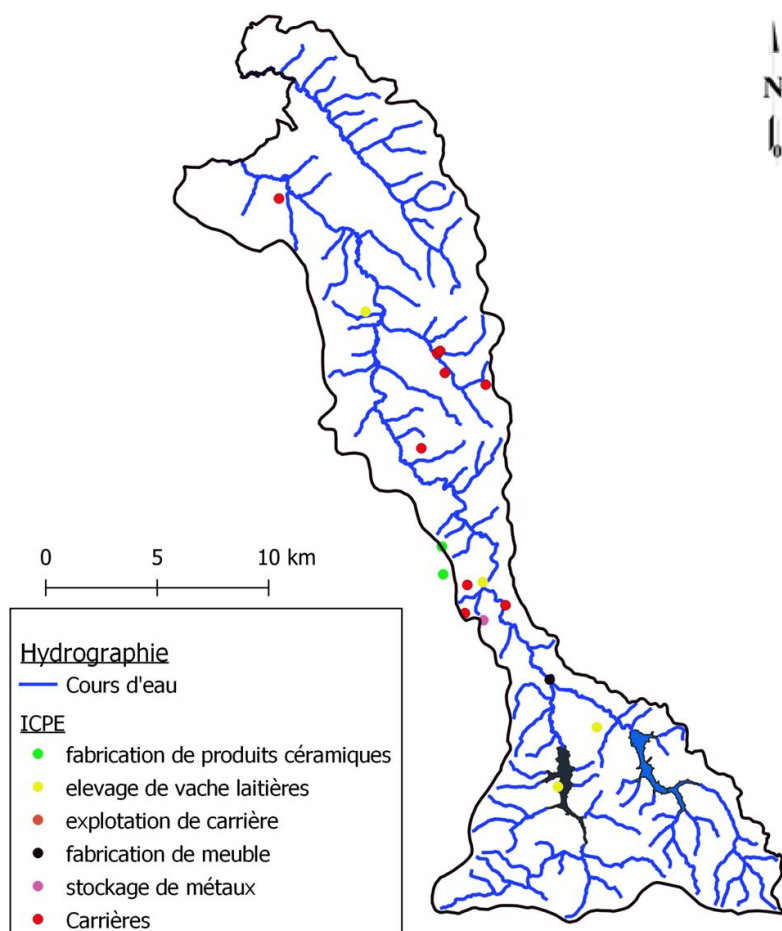 N
0 5 10 km
Hydrographie
Cours d'eau
ICPE
fabrication de produits céramiques
elevage de vache laitières
explotation de carrière
fabrication de meuble
stockage de métaux
Carrières